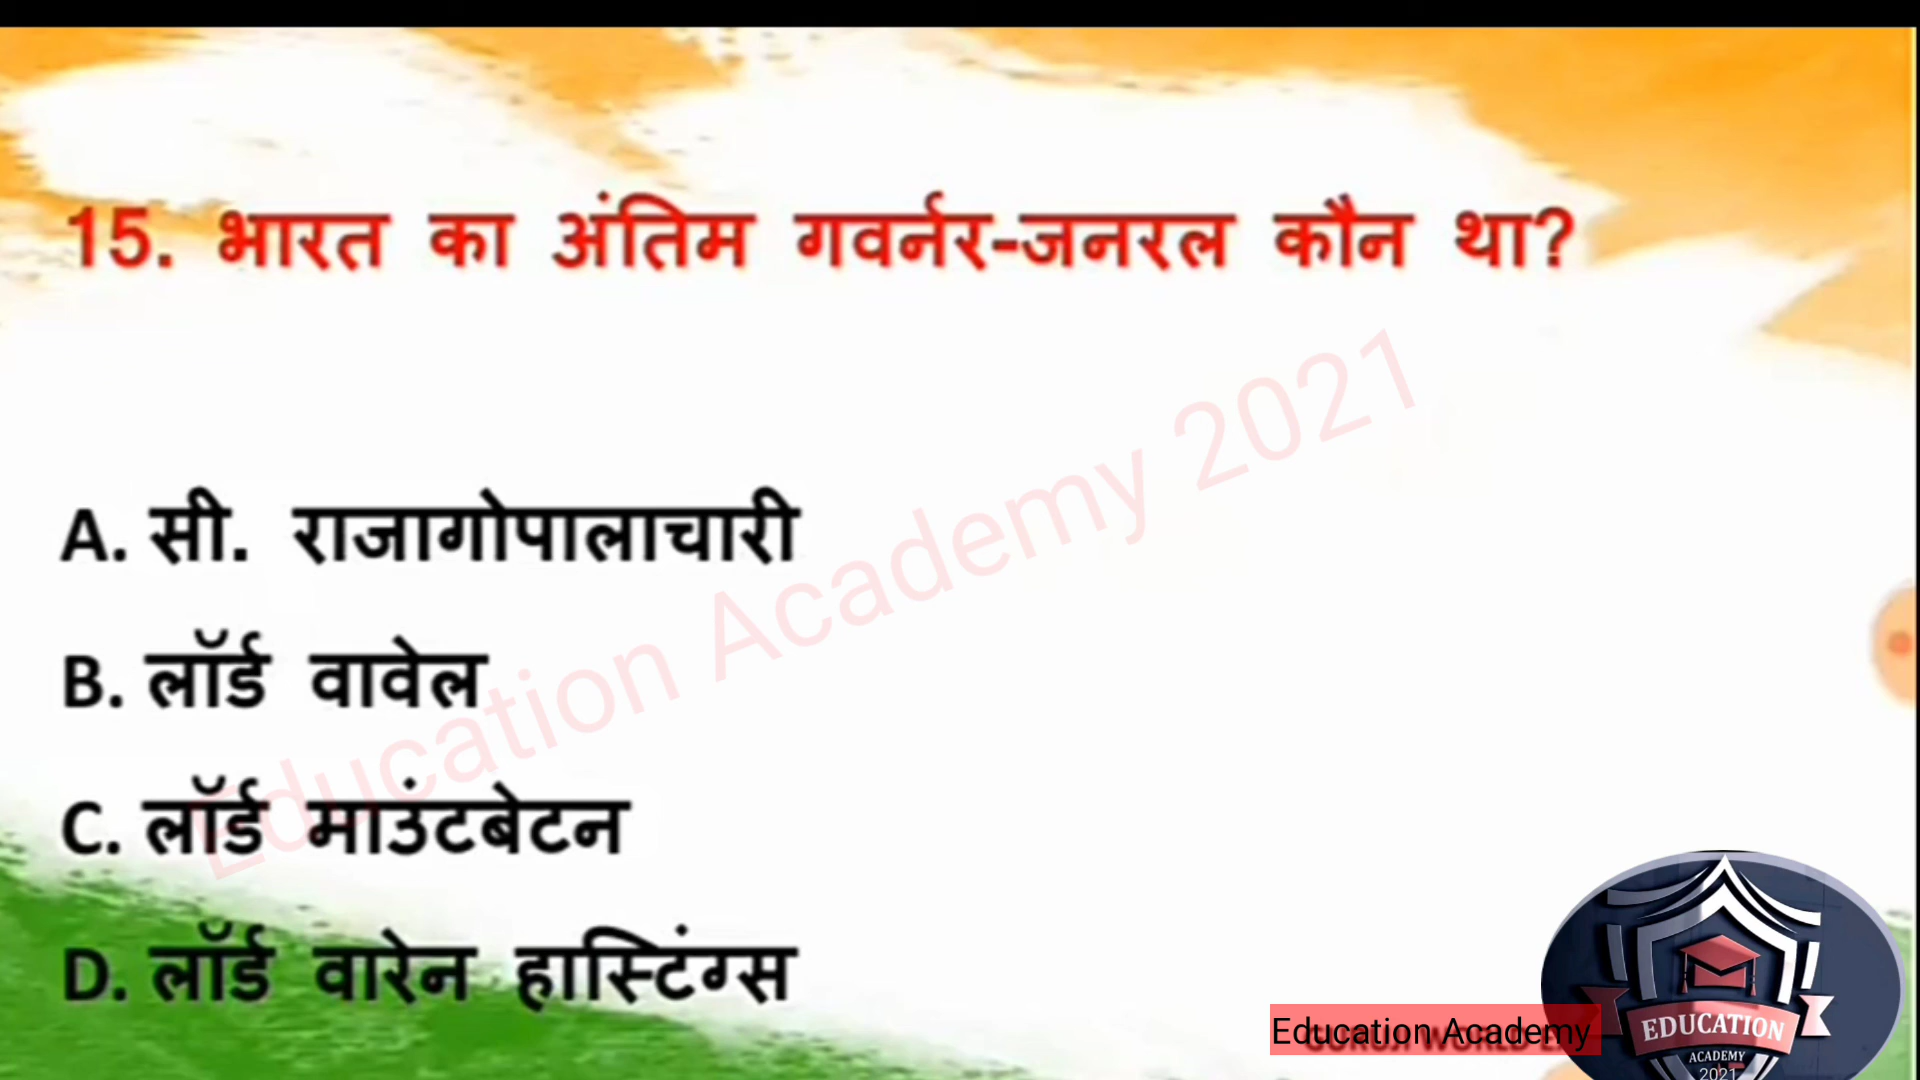 15. भारत का अंतिम गवर्नर-जनरल कौन था?
Education Academy 2021
A. सी. राजागोपालाचारी
B. लॉर्ड वावेल
C. लॉर्ड माउंटबेटन
D. लॉर्ड वारेन हास्टिंग्स
Education Academy
EDUCATION
ACADEMY
2021